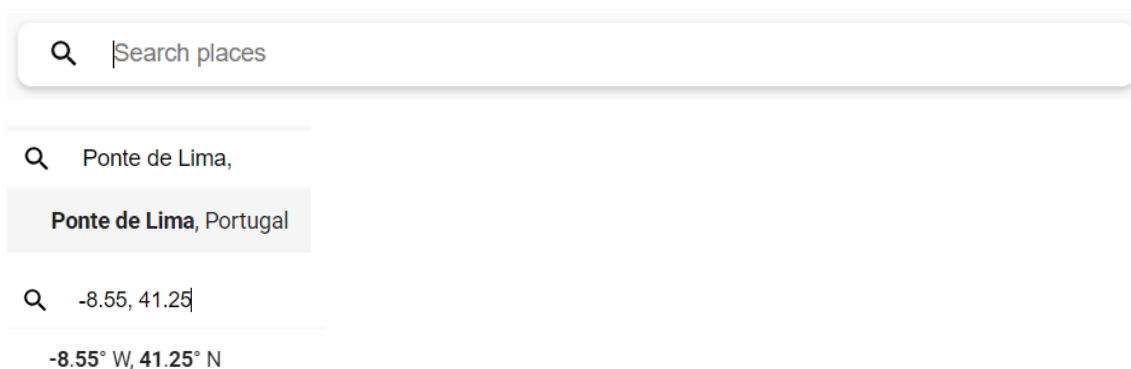 Search places
Ponte de Lima,
Ponte de Lima, Portugal
-8.55, 41.25
-8.55° W, 41.25° N